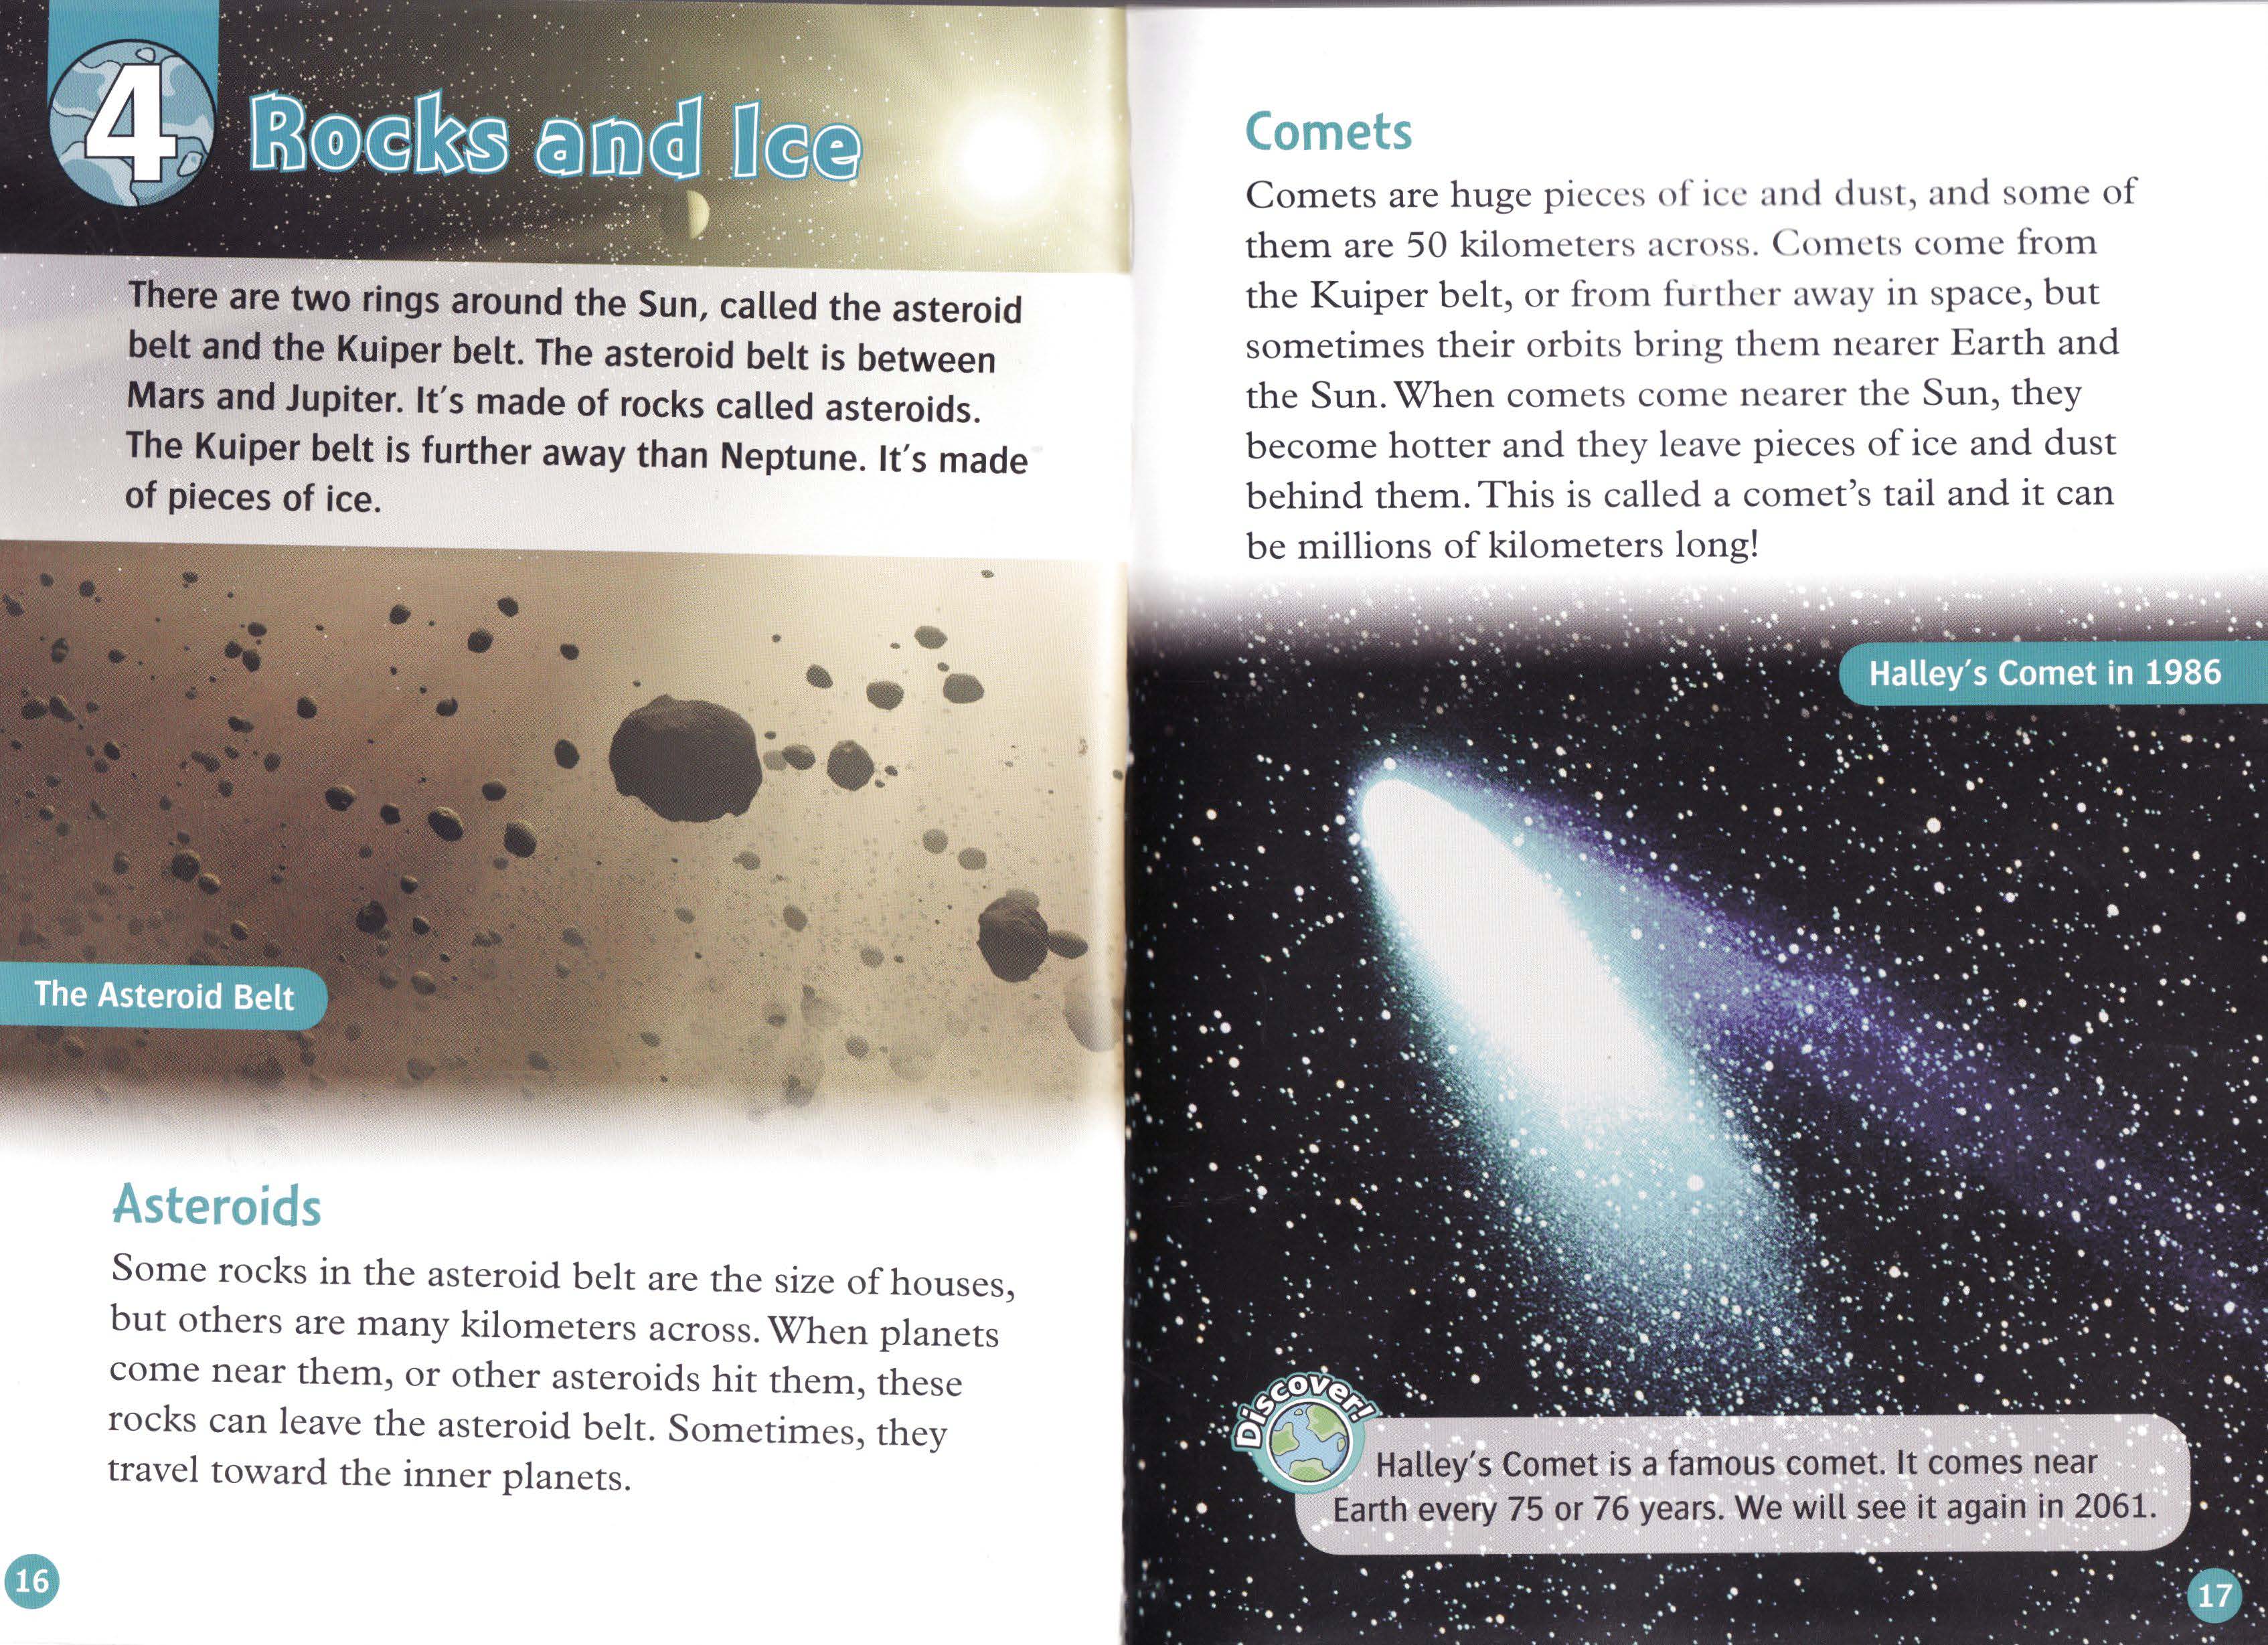 4
Rocks and Ice
There are two rings around the Sun, called the asteroid
belt and the Kuiper belt. The asteroid belt is between
Mars and Jupiter. It's made of rocks called asteroids.
The Kuiper belt is further away than Neptune. It's made
of pieces of ice.
The Asteroid Belt
Asteroids
Some rocks in the asteroid belt are the size of houses,
but others are many kilometers across. When planets
come near them, or other asteroids hit them, these
rocks can leave the asteroid belt. Sometimes, they
travel toward the inner planets.
16
Comets
Comets are huge pieces of ice and dust, and some of
them are 50 kilometers across. Comets come from
the Kuiper belt, or from further away in space, but
sometimes their orbits bring them nearer Earth and
the Sun. When comets come nearer the Sun, they
become hotter and they leave pieces of ice and dust
behind them. This is called a comet's tail and it can
be millions of kilometers long!
Halley's Comet in 1986
Discover!
Halley's Comet is a famous comet. It comes near
Earth every 75 or 76 years. We will see it again in 2061.
17